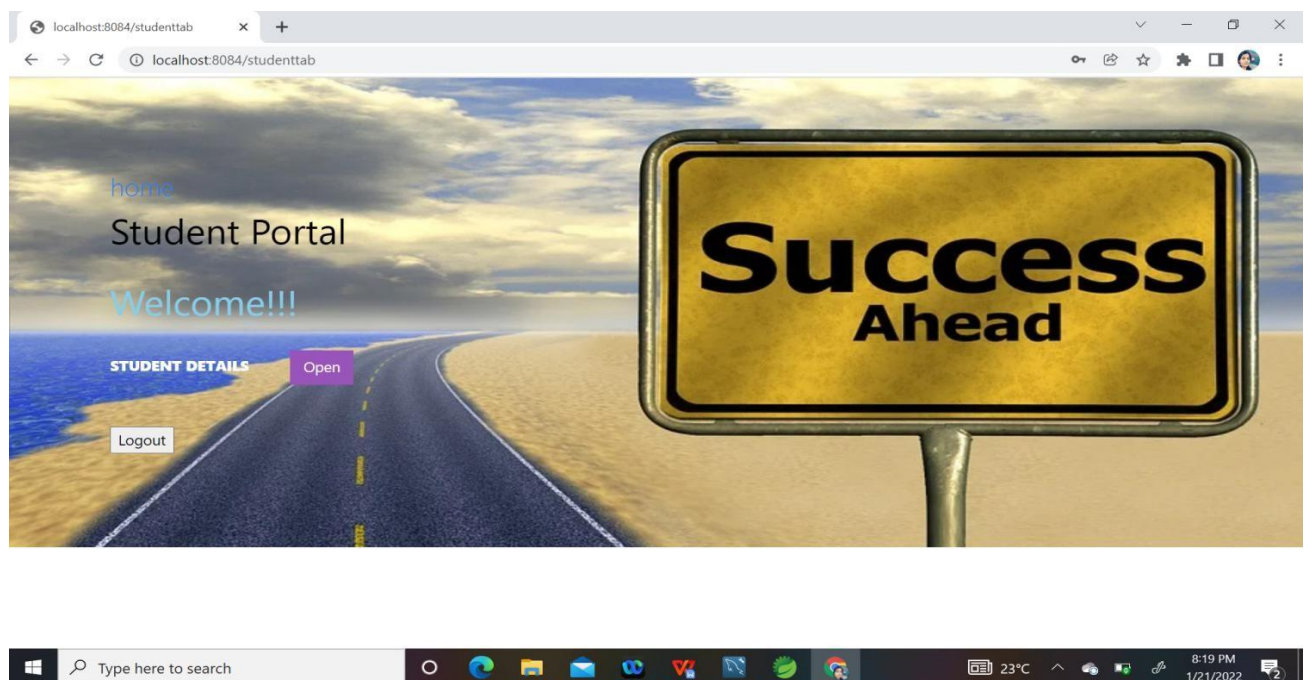 localhost:8084/studenttab
localhost:8084/studenttab
home
Student Portal
Welcome!!!
STUDENT DETAILS Open
Logout
Success
Ahead
Type here to search
23°C
8:19 PM
1/21/2022
2